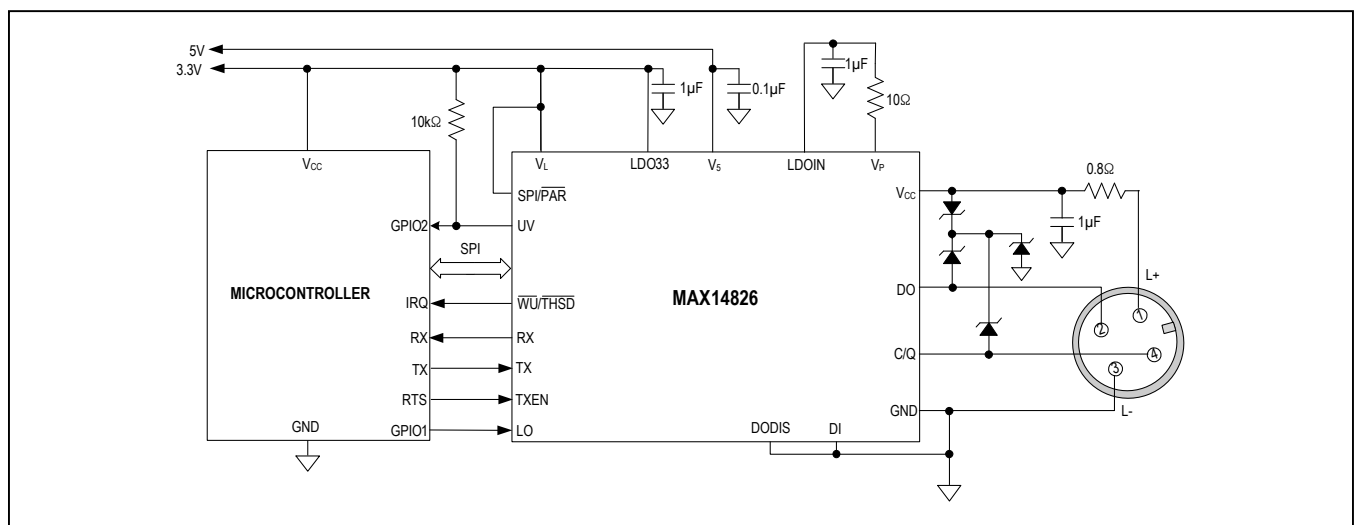 5V
3.3V
1µF
0.1µF
1µF
10Ω
10kΩ
VCC
VL
LDO33
V5
LDOIN
VP
SPI/PAR
VCC
0.8Ω
1µF
GPIO2
UV
SPI
MICROCONTROLLER
MAX14826
L+
IRQ
WU/THSD
DO
RX
RX
1
2
TX
TX
C/Q
4
3
RTS
TXEN
GND
L-
GND
GPIO1
LO
DODIS
DI